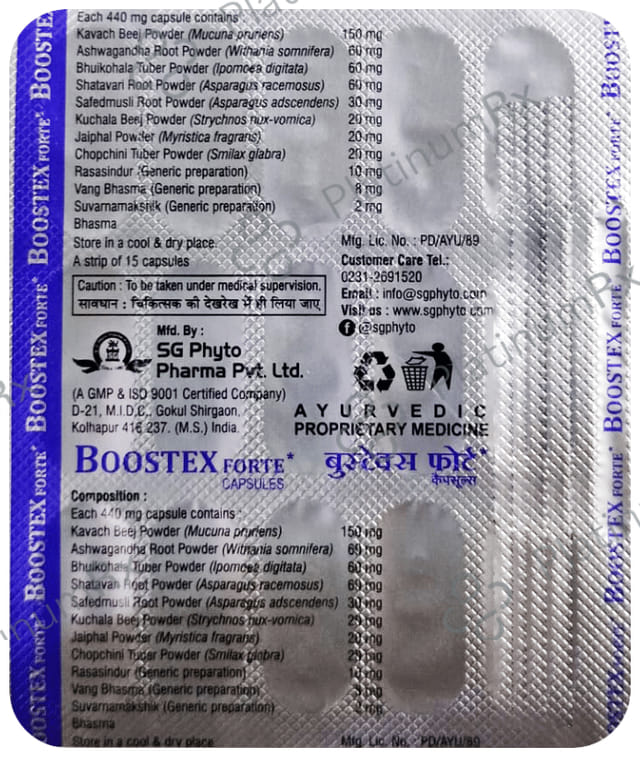 Each 440 mg capsule contains :
Kavach Beej Powder (Mucuna pruriens) 150 mg
Ashwagandha Root Powder (Withania somnifera) 60 mg
Bhuikohala Tuber Powder (Ipomoea digitata) 60 mg
Shatavari Root Powder (Asparagus racemosus) 60 mg
Safedmusli Root Powder (Asparagus adscendens) 30 mg
Kuchala Beej Powder (Strychnos nux-vomica) 20 mg
Jaiphal Powder (Myristica fragrans) 20 mg
Chopchini Tuber Powder (Smilax glabra) 20 mg
Rasasindur (Generic preparation) 10 mg
Vang Bhasma (Generic preparation) 8 mg
Suvarnamakshik (Generic preparation) 2 mg
Bhasma
Store in a cool & dry place.
A strip of 15 capsules
Mfg. Lic. No. : PD/AYU/89
Customer Care Tel.:
0231-2691520
Email : info@sgphyto.com
Visit us : www.sgphyto.com
@sgphyto
Caution : To be taken under medical supervision.
सावधान : चिकित्सक की देखरेख में ही लिया जाए
Mfd. By :
SG Phyto
Pharma Pvt. Ltd.
(A GMP & ISO 9001 Certified Company)
D-21, M.I.D.C., Gokul Shirgaon,
Kolhapur 416 237. (M.S.) India.
AYURVEDIC
PROPRIETARY MEDICINE
BOOSTEX FORTE*
CAPSULES
बुस्टेक्स फोर्ट*
कैपसूल्स
Composition :
Each 440 mg capsule contains :
Kavach Beej Powder (Mucuna pruriens) 150 mg
Ashwagandha Root Powder (Withania somnifera) 60 mg
Bhuikohala Tuber Powder (Ipomoea digitata) 60 mg
Shatavari Root Powder (Asparagus racemosus) 60 mg
Safedmusli Root Powder (Asparagus adscendens) 30 mg
Kuchala Beej Powder (Strychnos nux-vomica) 20 mg
Jaiphal Powder (Myristica fragrans) 20 mg
Chopchini Tuber Powder (Smilax glabra) 20 mg
Rasasindur (Generic preparation) 10 mg
Vang Bhasma (Generic preparation) 8 mg
Suvarnamakshik (Generic preparation) 2 mg
Bhasma
Store in a cool & dry place
Mfg. Lic. No. : PD/AYU/89
BOOSTEX FORTE*
BOOSTEX FORTE*
BOOSTEX FORTE*
BOOSTEX FORTE*
BOOSTEX FORTE*
BOOSTEX FORTE*
BOOSTEX FORTE*
Platinum Rx
Platinum Rx